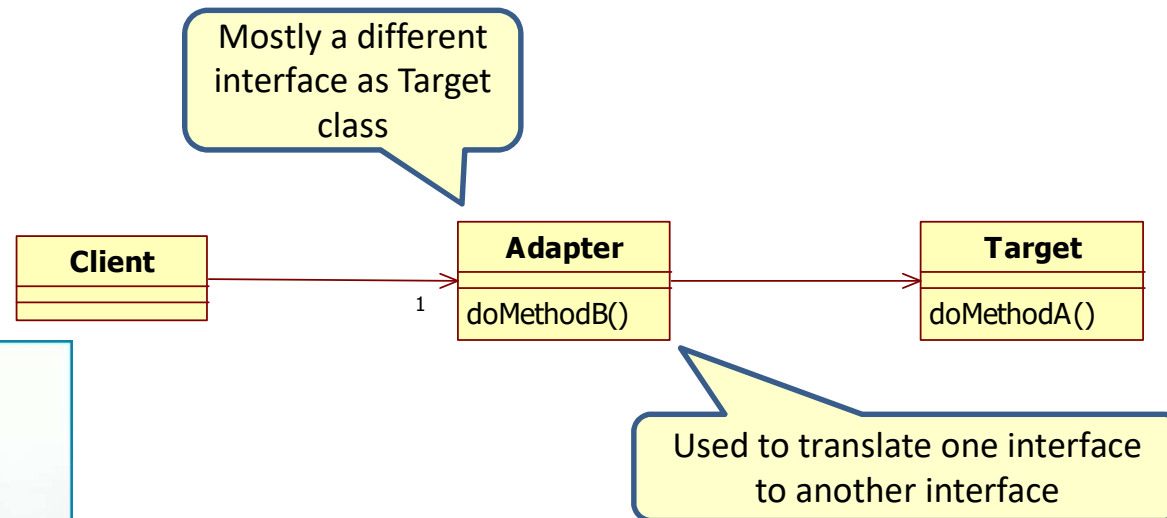 Mostly a different
interface as Target
class
Client
1
Adapter
doMethodB()
Target
doMethodA()
Used to translate one interface
to another interface